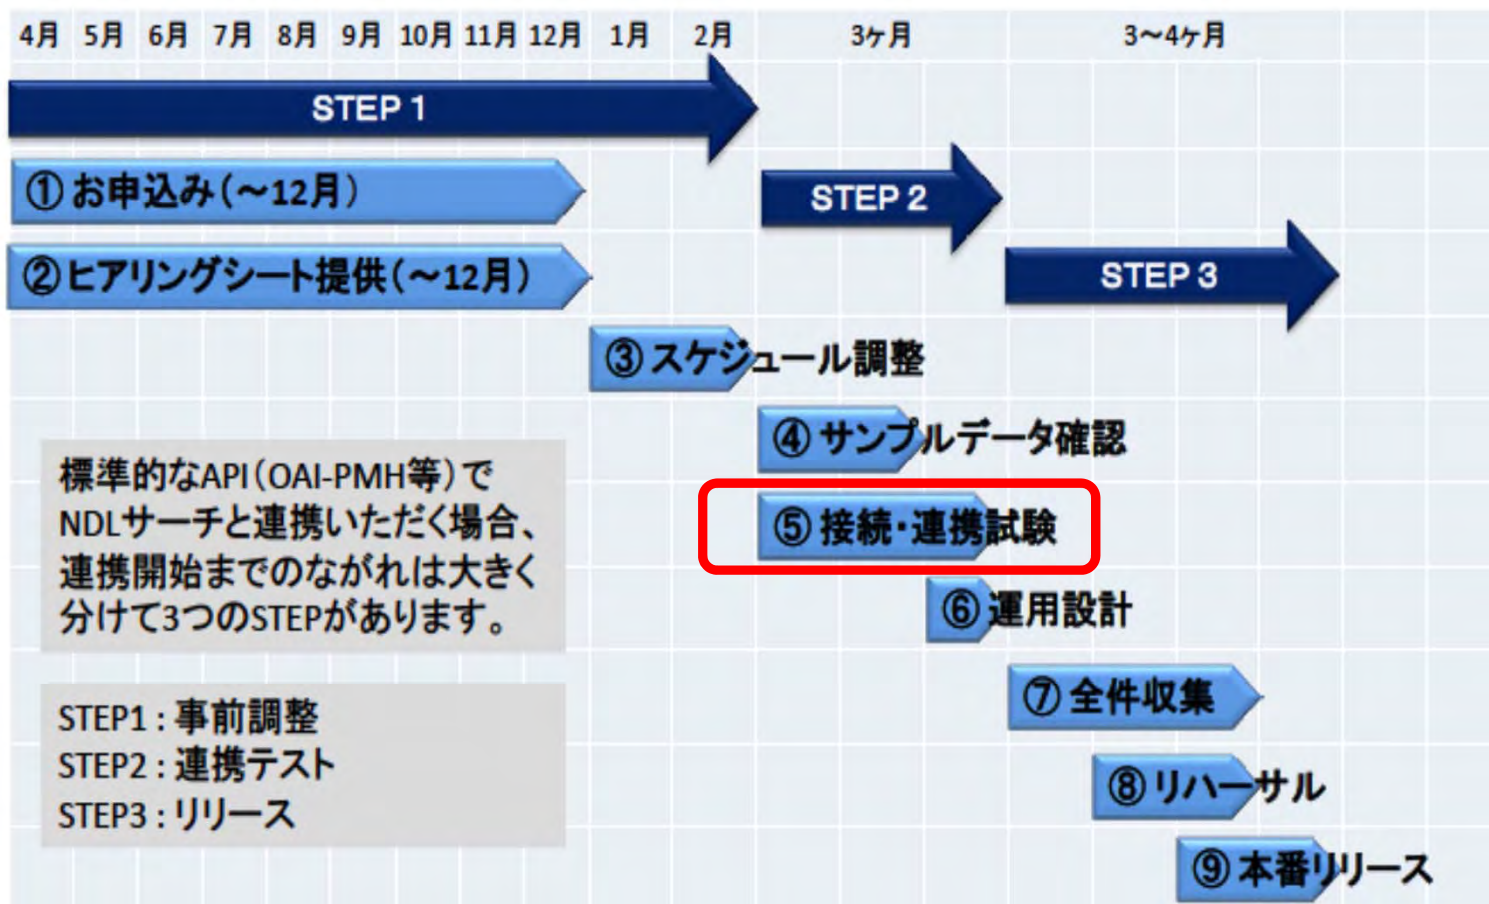 4月 5月 6月 7月 8月 9月 10月 11月 12月 1月 2月 3ヶ月 3～4ヶ月
STEP 1
①お申込み(～12月)
STEP 2
②ヒアリングシート提供(～12月)
STEP 3
③スケジュール調整
④サンプルデータ確認
標準的なAPI(OAI-PMH等)で
NDLサーチと連携いただく場合、
連携開始までのながれは大きく
分けて3つのSTEPがあります。
⑤接続・連携試験
⑥運用設計
STEP1：事前調整
STEP2：連携テスト
STEP3：リリース
⑦全件収集
⑧リハーサル
⑨本番リリース